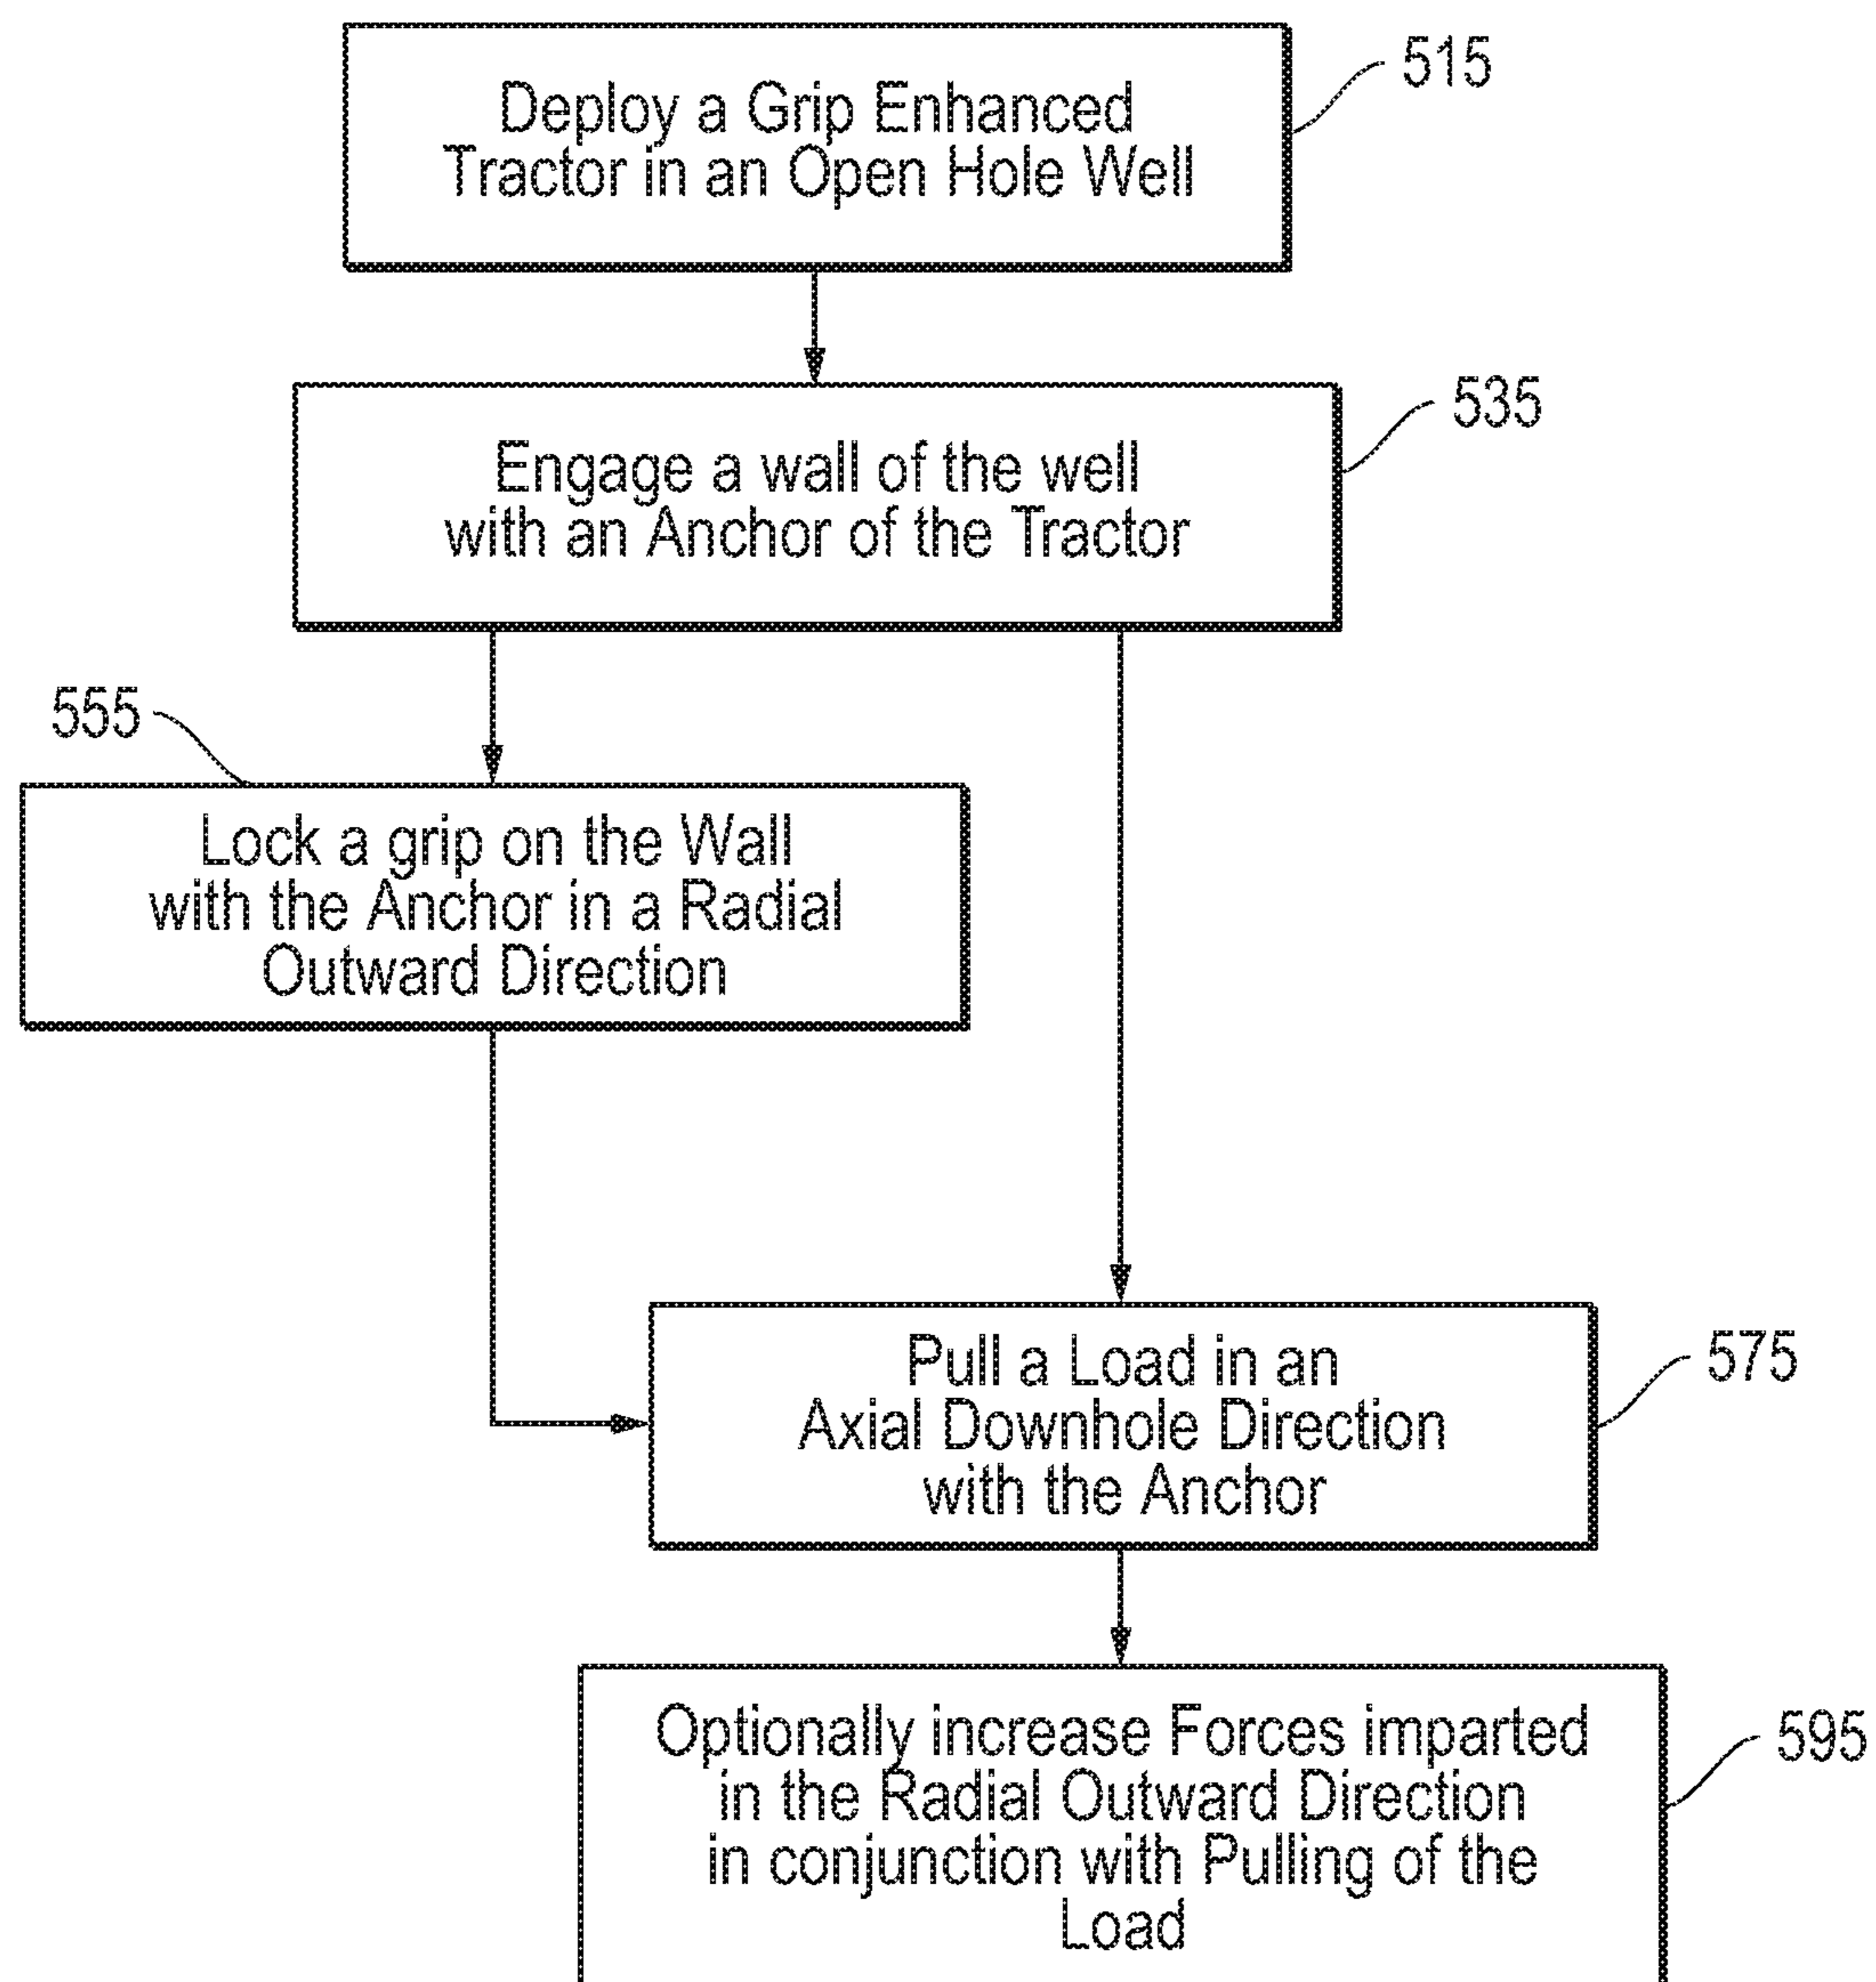 Deploy a Grip Enhanced
Tractor in an Open Hole Well
515
Engage a wall of the well
with an Anchor of the Tractor
535
555
Lock a grip on the Wall
with the Anchor in a Radial
Outward Direction
Pull a Load in an
Axial Downhole Direction
with the Anchor
575
Optionally increase Forces imparted
in the Radial Outward Direction
in conjunction with Pulling of the
Load
595